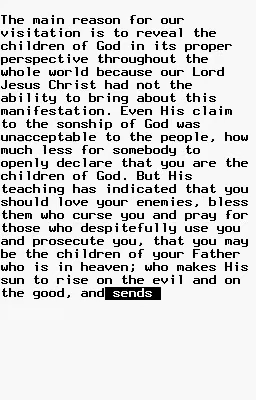 The main reason for our
visitation is to reveal the
children of God in its proper
perspective throughout the
whole world because our Lord
Jesus Christ had not the
ability to bring about this
manifestation. Even His claim
to the sonship of God was
unacceptable to the people, how
much less for somebody to
openly declare that you are the
children of God. But His
teaching has indicated that you
should love your enemies, bless
them who curse you and pray for
those who despitefully use you
and prosecute you, that you may
be the children of your Father
who is in heaven; who makes His
sun to rise on the evil and on
the good, and sends